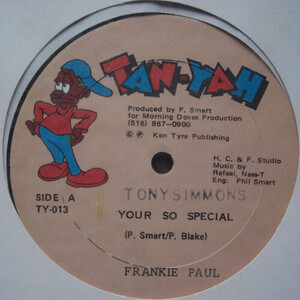 TAN-YAH
Produced by P. Smart
for Morning Doves Production
(516) 867-0900
Ⓒ Ⓟ Ken Tyre Publishing
H. C. & F. Studio
Music by
Rafael, Nass-T
Eng: Phil Smart
SIDE A
TY-013
TONY SIMMONS
YOUR SO SPECIAL
(P. Smart/P. Blake)
FRANKIE PAUL